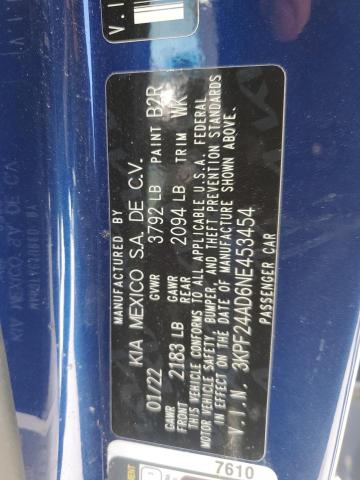 MANUFACTURED BY
KIA MEXICO S.A. DE C.V.
01/22 GVWR 3792 LB PAINT B2R
GAWR FRONT 2183 LB GAWR REAR 2094 LB TRIM WK
THIS VEHICLE CONFORMS TO ALL APPLICABLE U.S.A. FEDERAL
MOTOR VEHICLE SAFETY, BUMPER, AND THEFT PREVENTION STANDARDS
IN EFFECT ON THE DATE OF MANUFACTURE SHOWN ABOVE.
V.I.N. 3KPF24AD6NE453454
PASSENGER CAR
7610